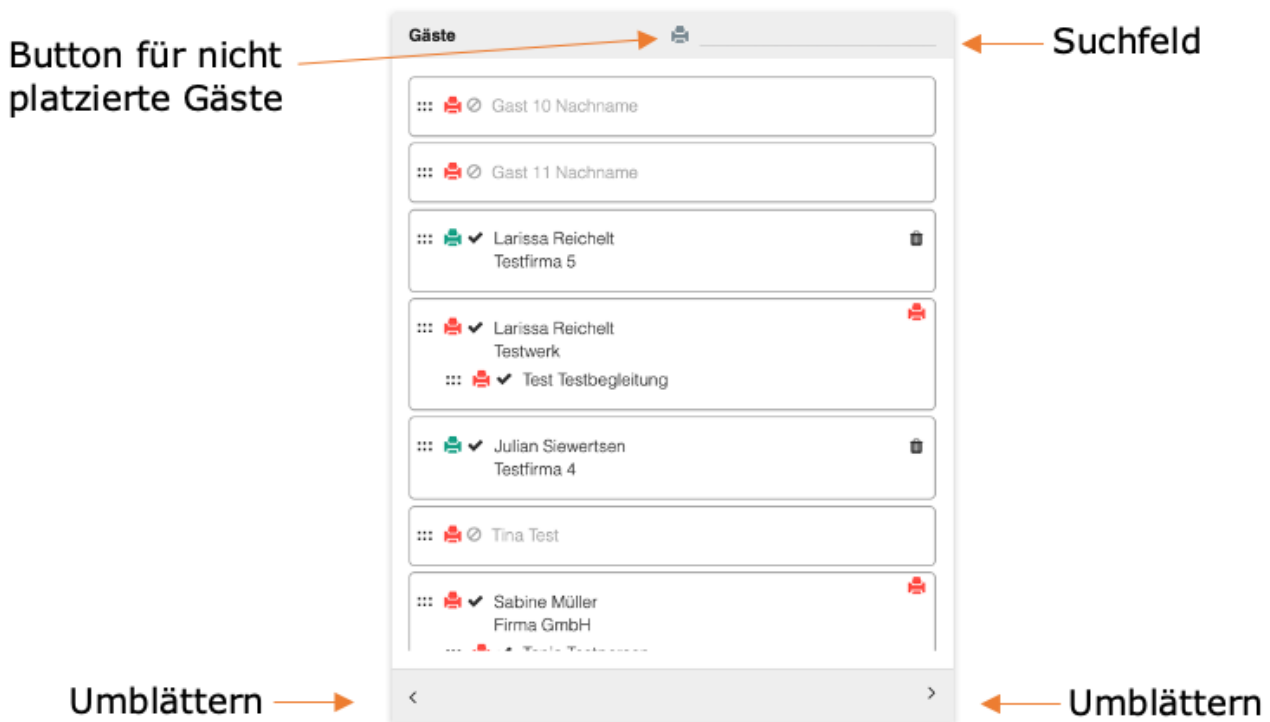 Button für nicht
platzierte Gäste
Gäste
Suchfeld
Gast 10 Nachname
Gast 11 Nachname
Larissa Reichelt
Testfirma 5
Larissa Reichelt
Testwerk
Test Testbegleitung
Julian Siewertsen
Testfirma 4
Tina Test
Sabine Müller
Firma GmbH
Umblättern
<
>
Umblättern